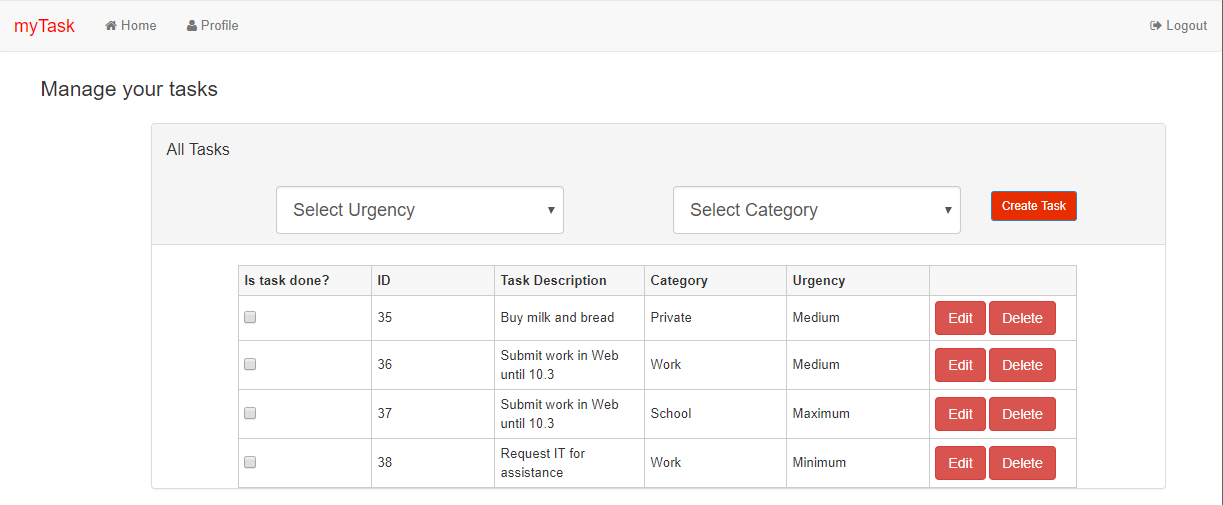 myTask Home Profile Logout
Manage your tasks
All Tasks
Select Urgency Select Category Create Task
Is task done? ID Task Description Category Urgency
35 Buy milk and bread Private Medium Edit Delete
36 Submit work in Web until 10.3 Work Medium Edit Delete
37 Submit work in Web until 10.3 School Maximum Edit Delete
38 Request IT for assistance Work Minimum Edit Delete